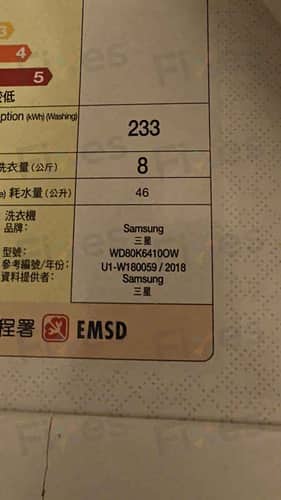 3
4
5
較低
ption (kWh) (Washing)
233
洗衣量 (公斤)
8
e) 耗水量 (公升)
46
洗衣機
品牌:
Samsung
三星
型號:
WD80K6410OW
參考編號/年份:
U1-W180059 / 2018
資料提供者:
Samsung
三星
程署 EMSD